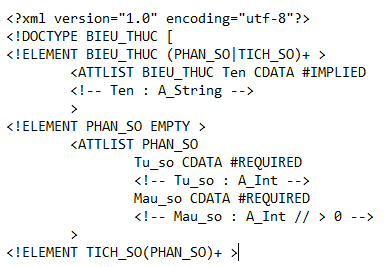 <?xml version="1.0" encoding="utf-8"?>
<!DOCTYPE BIEU_THUC [
<!ELEMENT BIEU_THUC (PHAN_SO|TICH_SO)+ >
<ATTLIST BIEU_THUC Ten CDATA #IMPLIED
<!-- Ten : A_String -->
>
<!ELEMENT PHAN_SO EMPTY >
<ATTLIST PHAN_SO
Tu_so CDATA #REQUIRED
<!-- Tu_so : A_Int -->
Mau_so CDATA #REQUIRED
<!-- Mau_so : A_Int // > 0 -->
>
<!ELEMENT TICH_SO(PHAN_SO)+ >